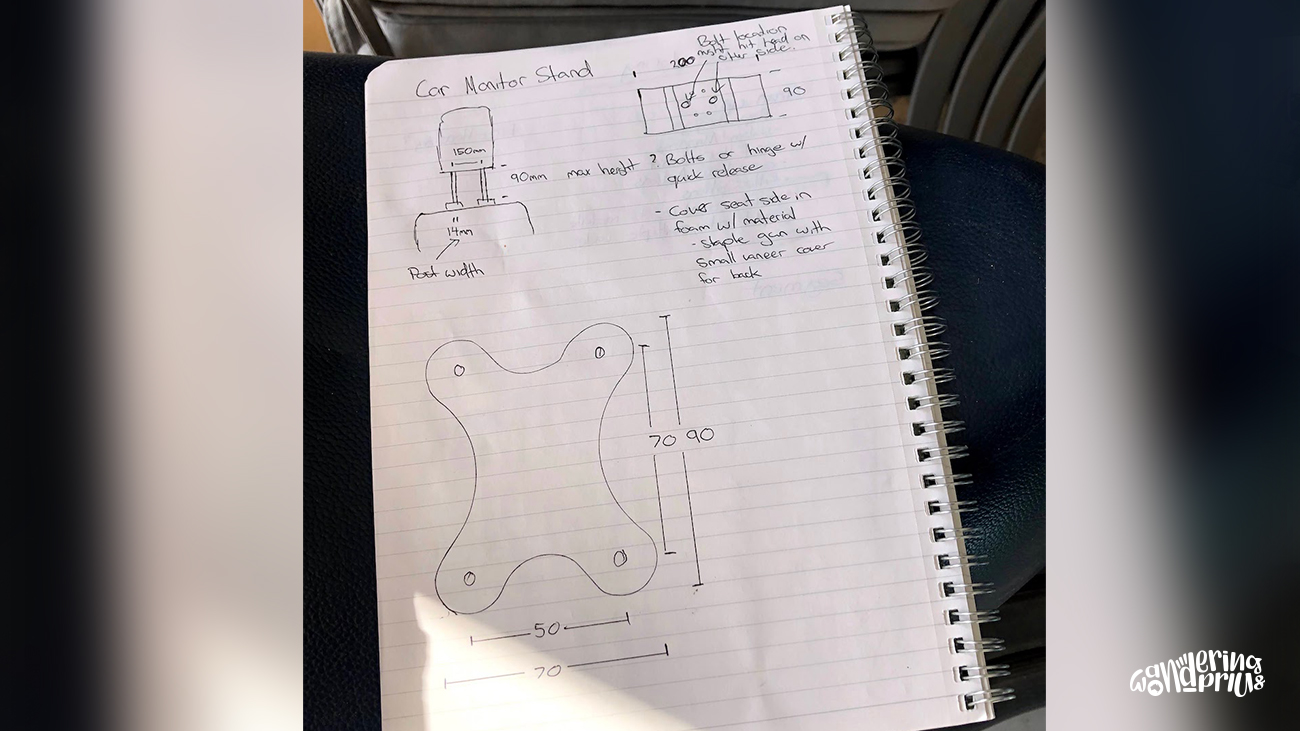 Car Monitor Stand
150mm
90mm max height
14mm
Post width
Bolt location
might hit head on
other side.
200
90
? Bolts or hinge w/
quick release
- Cover seat side in
foam w/ material
- staple gun with
small vaneer cover
for back
70 90
50
70
wandering
prius